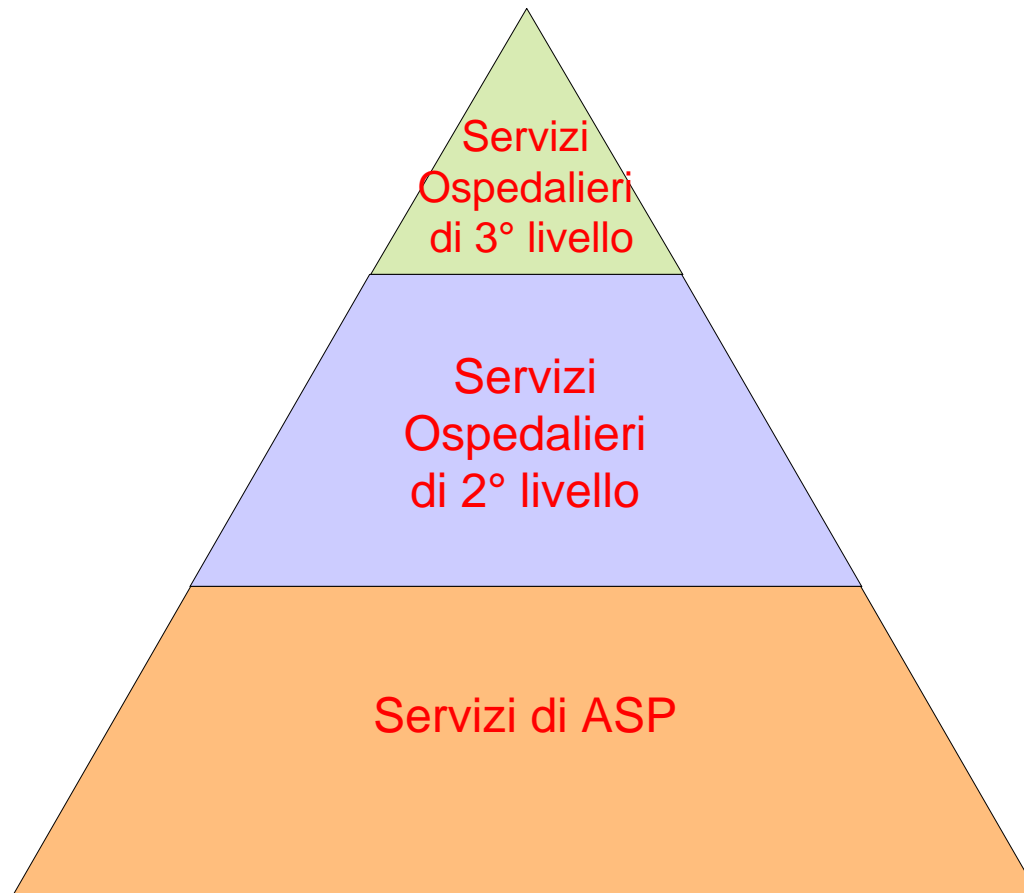 Servizi
Ospedalieri
di 3° livello
Servizi
Ospedalieri
di 2° livello
Servizi di ASP